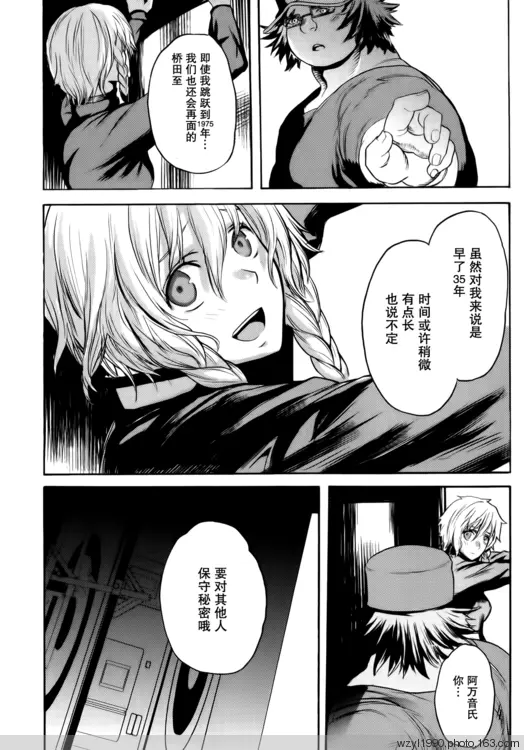 即使我跳跃到1975年…
我们也还会再面的
桥田至
虽然对我来说是
早了35年
时间或许稍微
有点长
也说不定
阿万音氏
你…
要对其他人
保守秘密哦
wzyl1990.photo.163.com